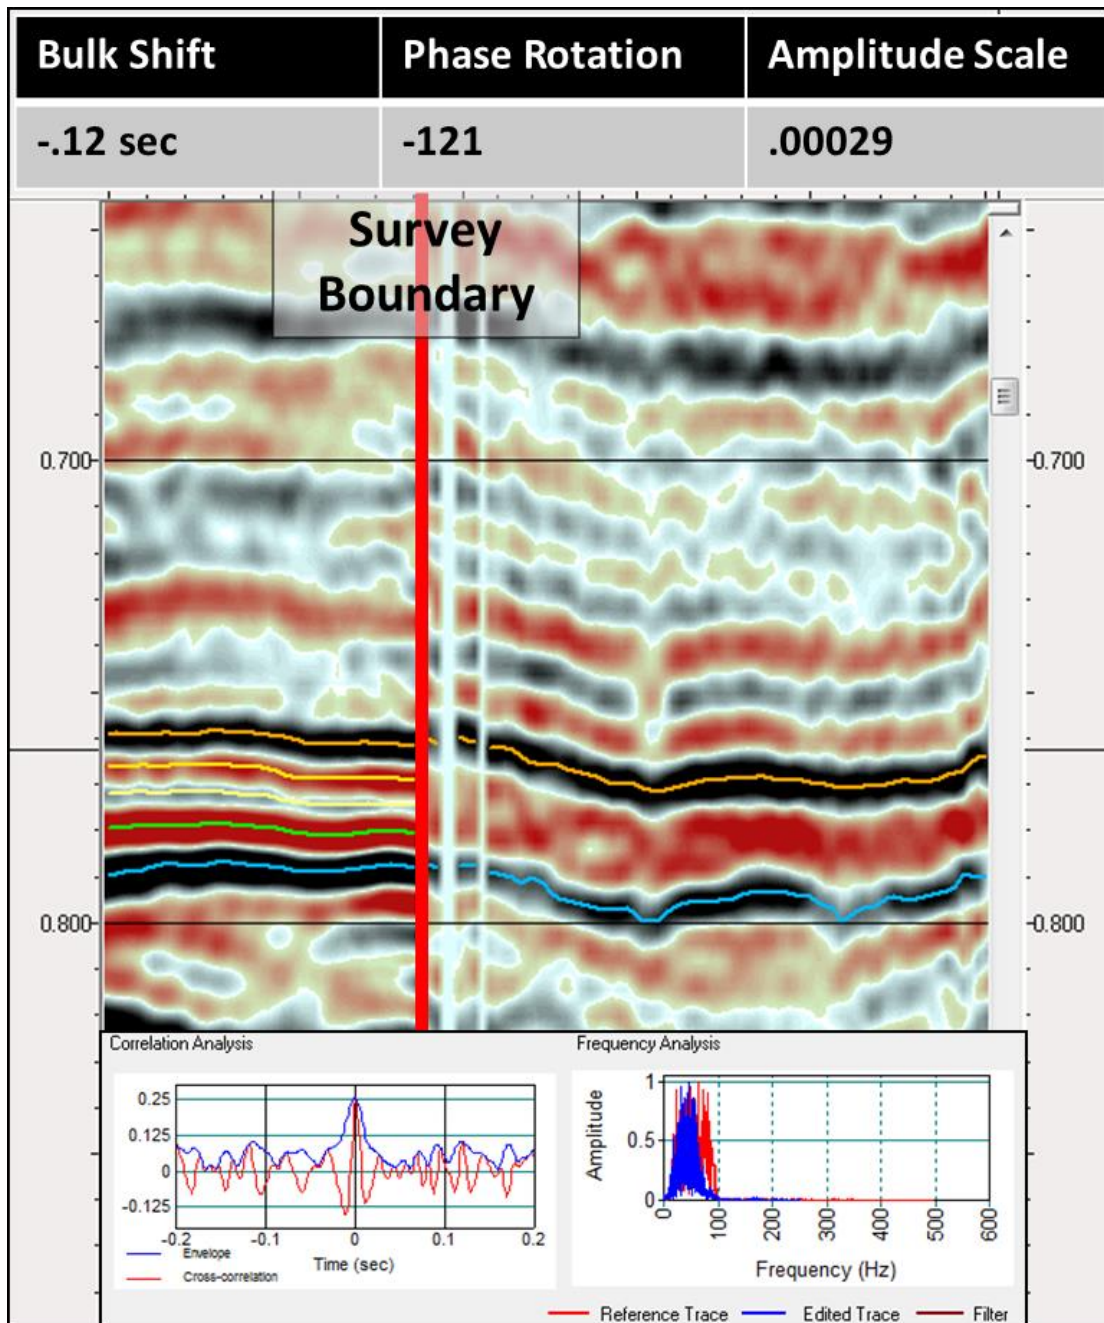 Bulk Shift Phase Rotation Amplitude Scale
-.12 sec -121 .00029
Survey
Boundary
0.700 0.700
0.800 0.800
Correlation Analysis Frequency Analysis
0.25
0.125
0
-0.125
-0.2 -0.1 0 0.1 0.2
Time (sec)
Envelope
Cross-correlation
Amplitude
1
0.5
0
0 100 200 300 400 500 600
Frequency (Hz)
Reference Trace Edited Trace Filter